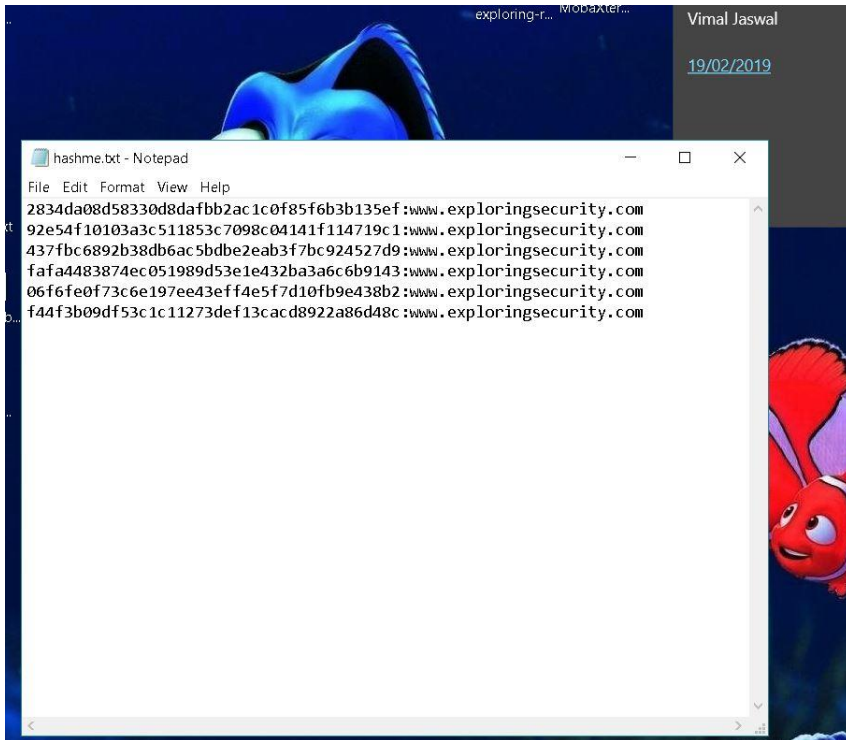 exploring-r...
MobaXter...
Vimal Jaswal
19/02/2019
hashme.txt - Notepad
File Edit Format View Help
2834da08d58330d8dafbb2ac1c0f85f6b3b135ef:www.exploringsecurity.com
92e54f10103a3c511853c7098c04141f114719c1:www.exploringsecurity.com
437fbc6892b38db6ac5bdbe2eab3f7bc924527d9:www.exploringsecurity.com
fafa4483874ec051989d53e1e432ba3a6c6b9143:www.exploringsecurity.com
06f6fe0f73c6e197ee43eff4e5f7d10fb9e438b2:www.exploringsecurity.com
f44f3b09df53c1c11273def13cacd8922a86d48c:www.exploringsecurity.com